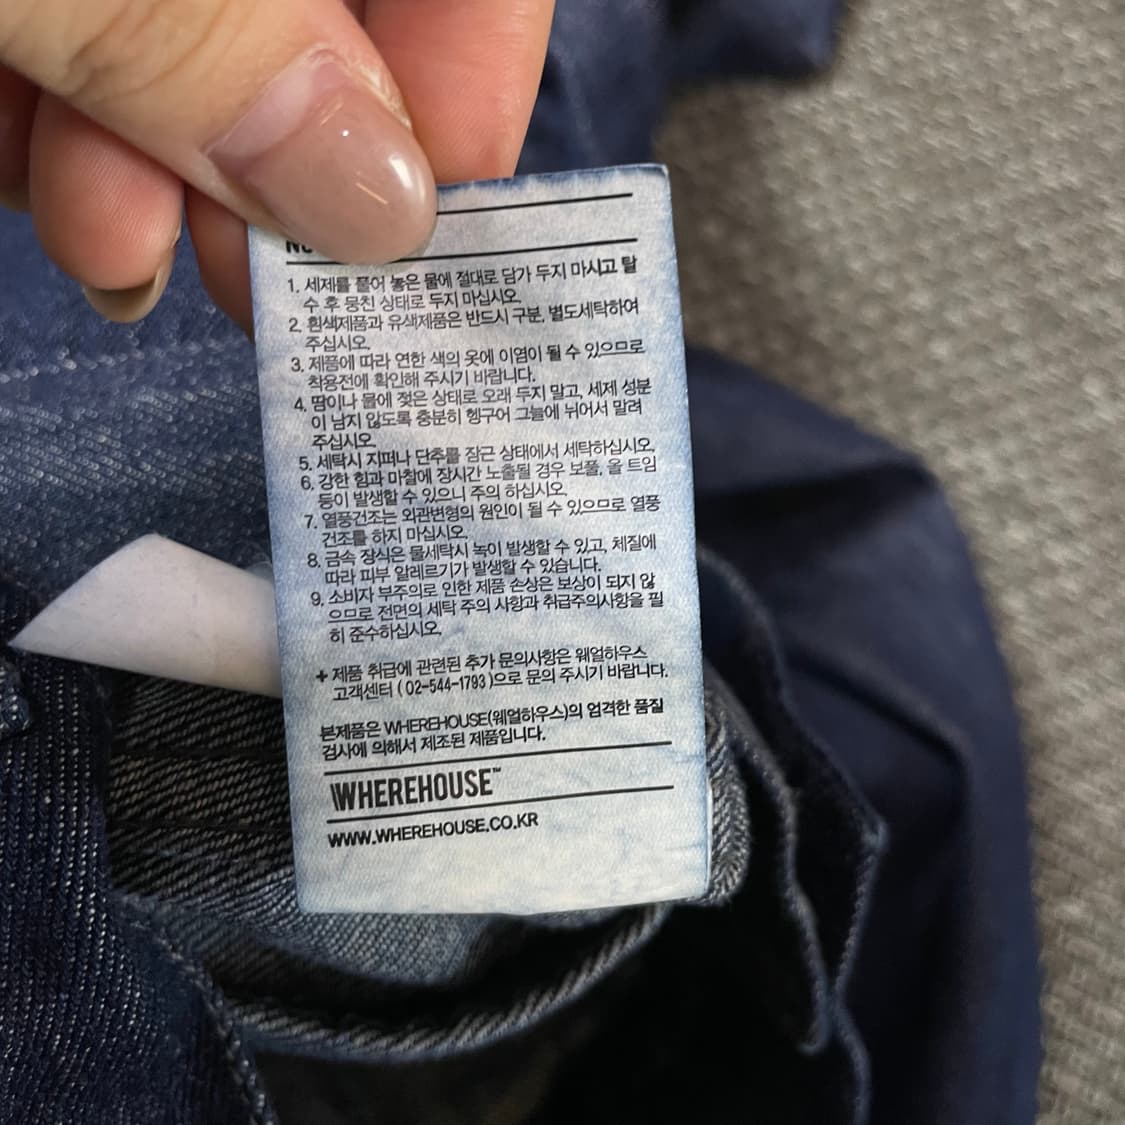 1. 세제를 풀어 놓은 물에 절대로 담가 두지 마시고 탈
수 후 뭉친 상태로 두지 마십시오.
2. 흰색제품과 유색제품은 반드시 구분, 별도세탁하여
주십시오.
3. 제품에 따라 연한 색의 옷에 이염이 될 수 있으므로
착용전에 확인해 주시기 바랍니다.
4. 땀이나 물에 젖은 상태로 오래 두지 말고, 세제 성분
이 남지 않도록 충분히 헹구어 그늘에 뉘어서 말려
주십시오.
5. 세탁시 지퍼나 단추를 잠근 상태에서 세탁하십시오.
6. 강한 힘과 마찰에 장시간 노출될 경우 보풀, 올 트임
등이 발생할 수 있으니 주의 하십시오.
7. 열풍건조는 외관변형의 원인이 될 수 있으므로 열풍
건조를 하지 마십시오.
8. 금속 장식은 물세탁시 녹이 발생할 수 있고, 체질에
따라 피부 알레르기가 발생할 수 있습니다.
9. 소비자 부주의로 인한 제품 손상은 보상이 되지 않
으므로 전면의 세탁 주의 사항과 취급주의사항을 필
히 준수하십시오.
+ 제품 취급에 관련된 추가 문의사항은 웨얼하우스
고객센터 ( 02-544-1793 )으로 문의 주시기 바랍니다.
본제품은 WHEREHOUSE(웨얼하우스)의 엄격한 품질
검사에 의해서 제조된 제품입니다.
WHEREHOUSE™
WWW.WHEREHOUSE.CO.KR